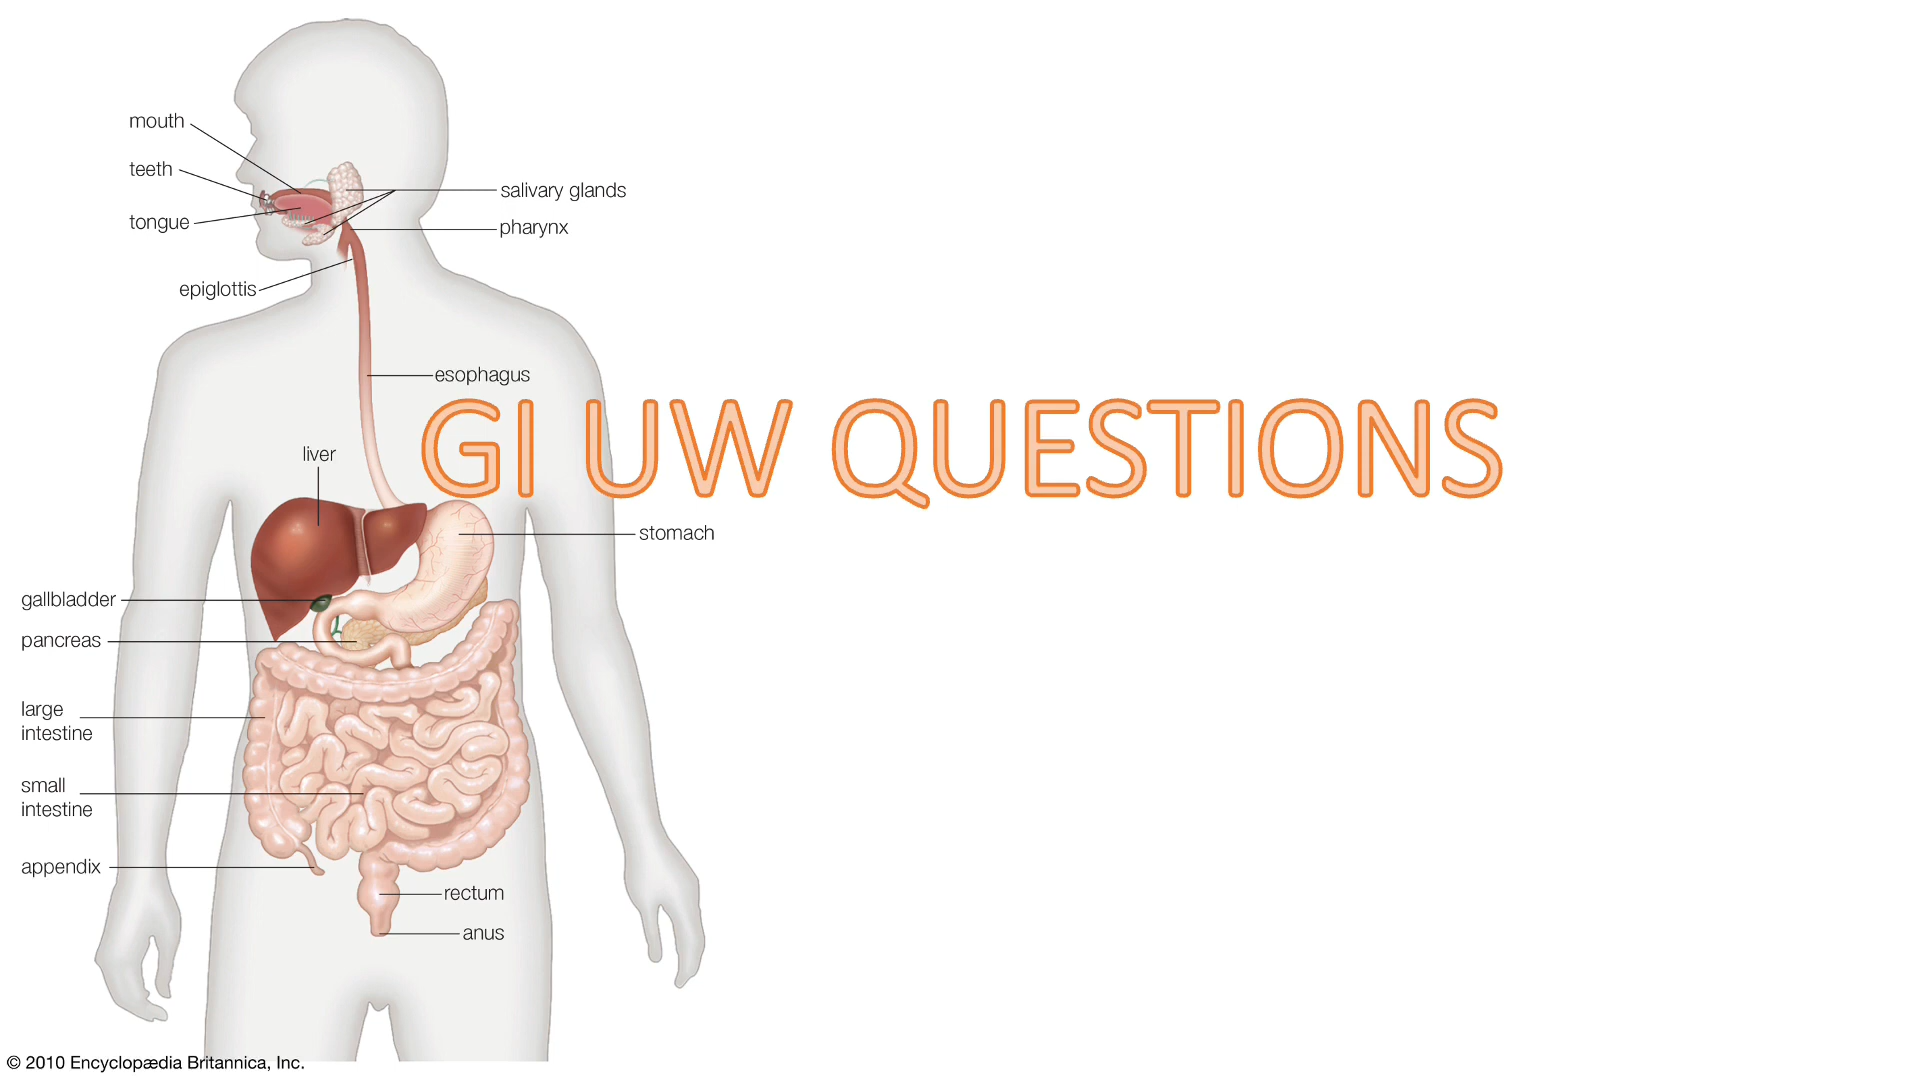 mouth
teeth
tongue
salivary glands
pharynx
epiglottis
esophagus
GI UW QUESTIONS
liver
stomach
gallbladder
pancreas
large
intestine
small
intestine
appendix
rectum
anus
© 2010 Encyclopædia Britannica, Inc.